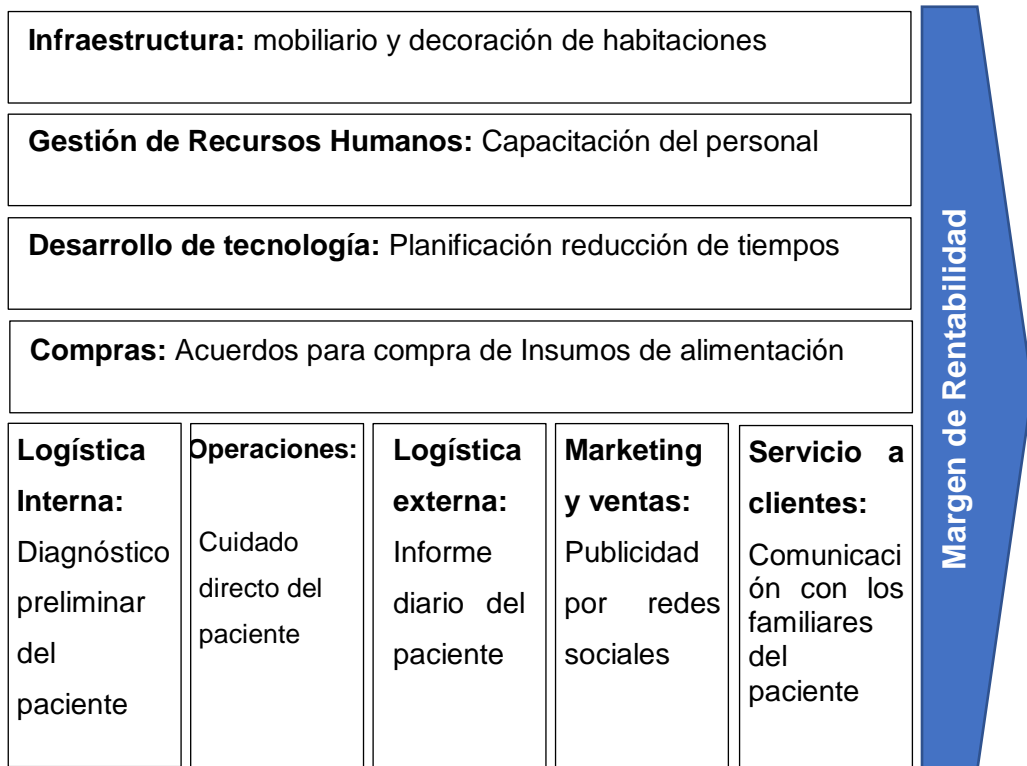 Infraestructura: mobiliario y decoración de habitaciones
Gestión de Recursos Humanos: Capacitación del personal
Desarrollo de tecnología: Planificación reducción de tiempos
Compras: Acuerdos para compra de Insumos de alimentación
Logística
Interna:
Diagnóstico
preliminar
del
paciente
Operaciones:
Cuidado
directo del
paciente
Logística
externa:
Informe
diario del
paciente
Marketing
y ventas:
Publicidad
por redes
sociales
Servicio a
clientes:
Comunicaci
ón con los
familiares
del
paciente
Margen de Rentabilidad